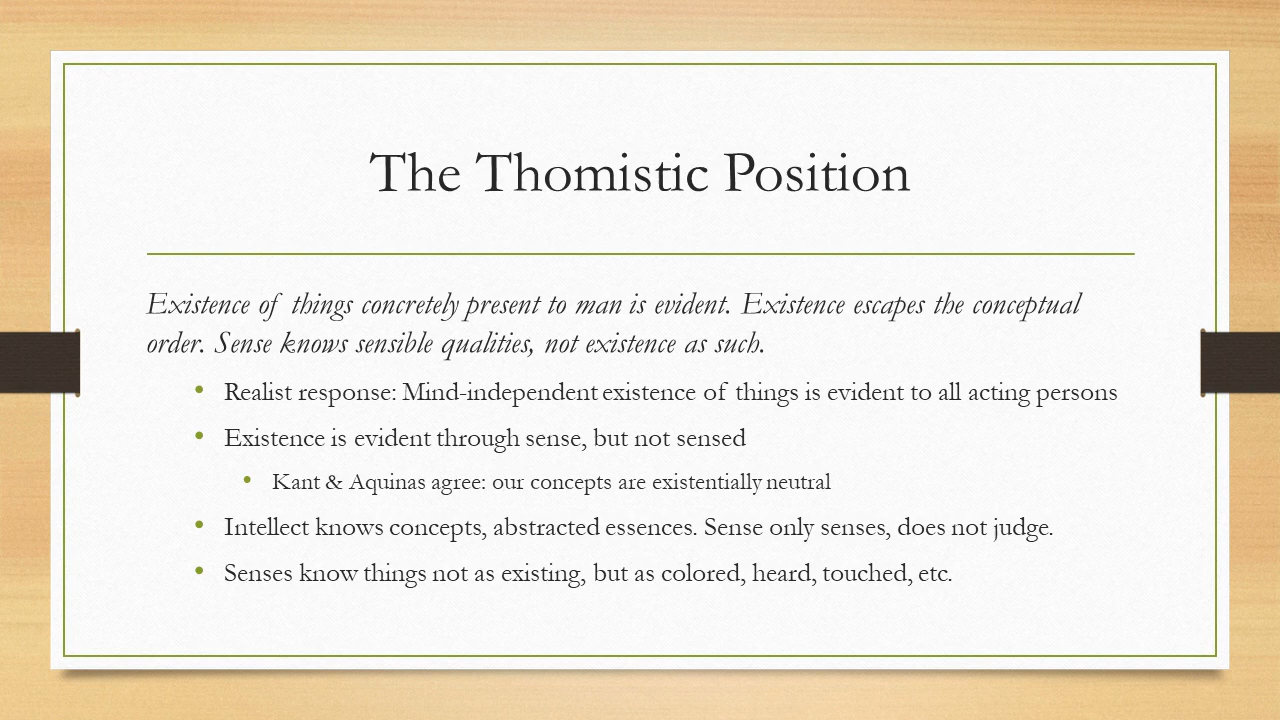 The Thomistic Position
Existence of things concretely present to man is evident. Existence escapes the conceptual
order. Sense knows sensible qualities, not existence as such.
• Realist response: Mind-independent existence of things is evident to all acting persons
• Existence is evident through sense, but not sensed
• Kant & Aquinas agree: our concepts are existentially neutral
• Intellect knows concepts, abstracted essences. Sense only senses, does not judge.
• Senses know things not as existing, but as colored, heard, touched, etc.